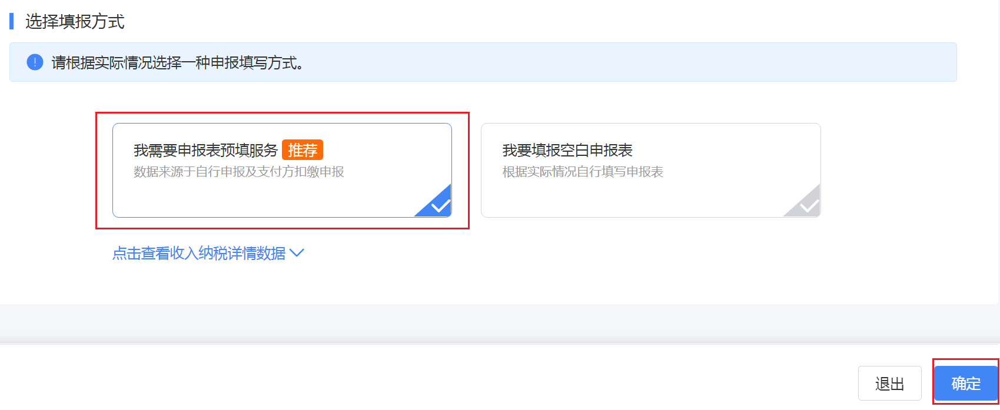 选择填报方式
请根据实际情况选择一种申报填写方式。
我需要申报表预填服务 推荐
数据来源于自行申报及支付方扣缴申报
我要填报空白申报表
根据实际情况自行填写申报表
点击查看收入纳税详情数据
退出
确定